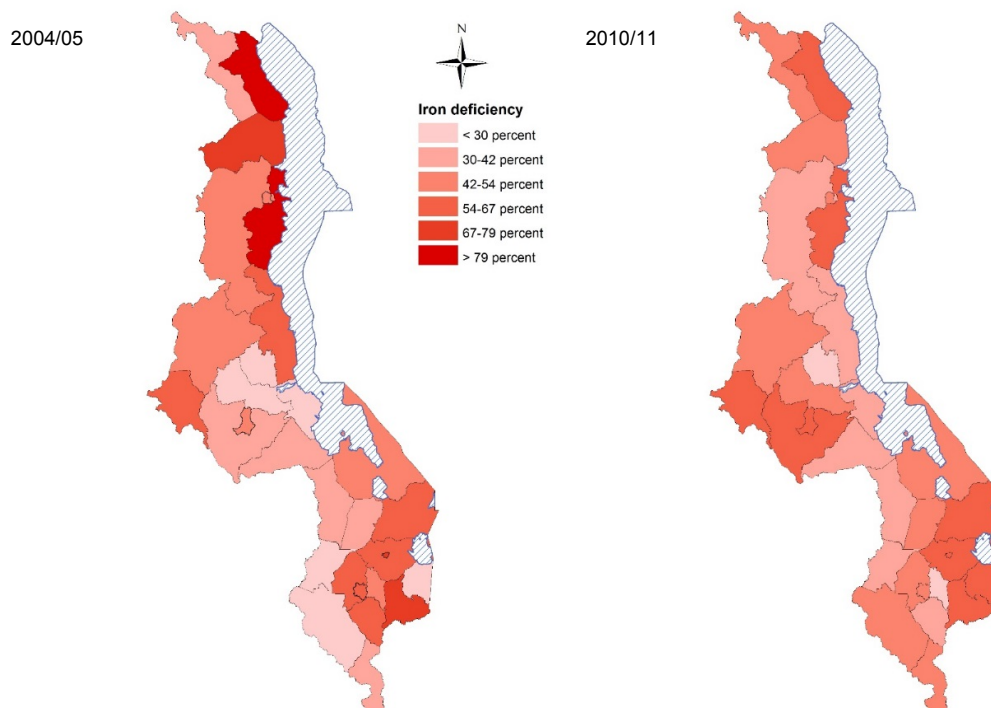 2004/05
N
2010/11
Iron deficiency
< 30 percent
30-42 percent
42-54 percent
54-67 percent
67-79 percent
> 79 percent